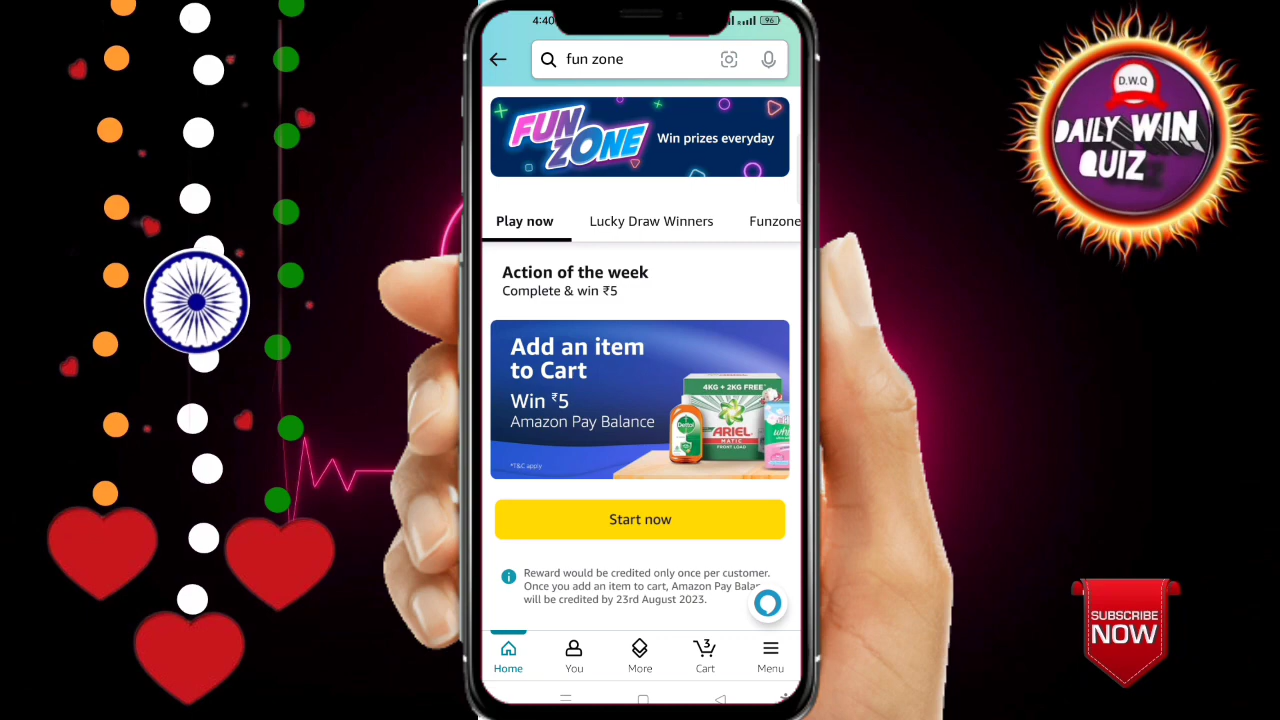 4:40
96
fun zone
FUN
ZONE
Win prizes everyday
Play now
Lucky Draw Winners
Funzone
Action of the week
Complete & win ₹5
Add an item
to Cart
Win ₹5
Amazon Pay Balance
*T&C apply
4KG + 2KG FREE*
Dettol
ARIEL
MATIC
FRONT LOAD
Start now
Reward would be credited only once per customer.
Once you add an item to cart, Amazon Pay Balan
will be credited by 23rd August 2023.
Home
You
More
3
Cart
Menu
D.W.Q
DAILY WIN
QUIZ
SUBSCRIBE
NOW